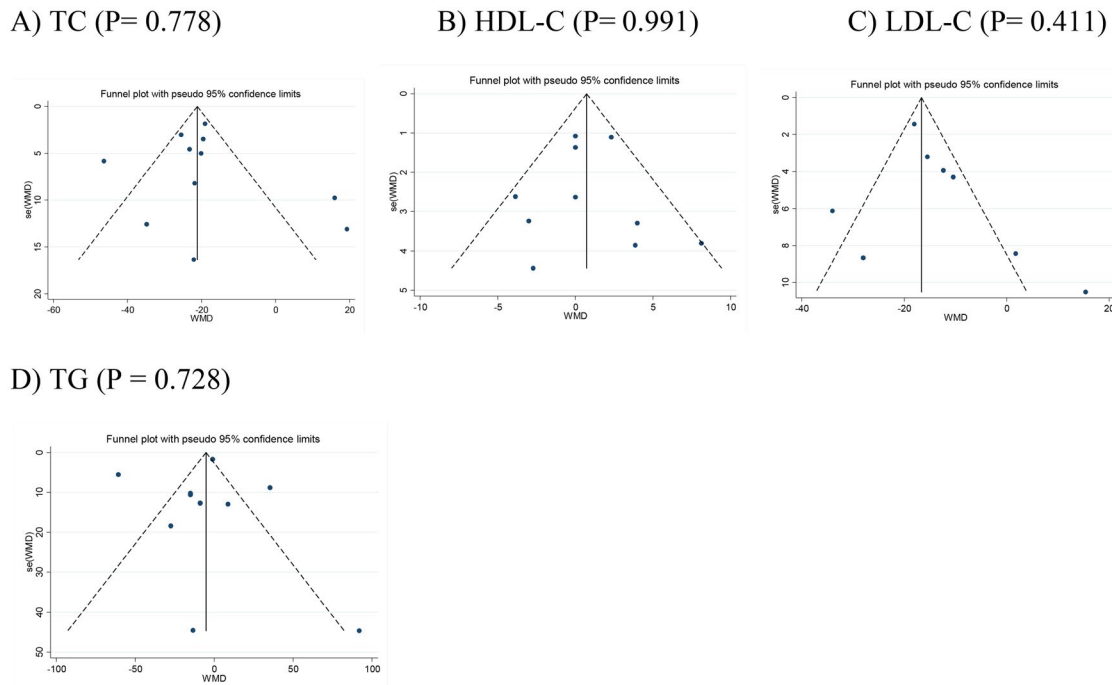 A) TC (P= 0.778)
B) HDL-C (P= 0.991)
C) LDL-C (P= 0.411)
Funnel plot with pseudo 95% confidence limits
se(WMD)
0
5
10
15
20
-60
-40
-20
0
20
WMD
Funnel plot with pseudo 95% confidence limits
se(WMD)
0
1
2
3
4
5
-10
-5
0
5
10
WMD
Funnel plot with pseudo 95% confidence limits
se(WMD)
0
2
4
6
8
10
-40
-20
0
20
WMD
D) TG (P = 0.728)
Funnel plot with pseudo 95% confidence limits
se(WMD)
0
10
20
30
40
50
-100
-50
0
50
100
WMD